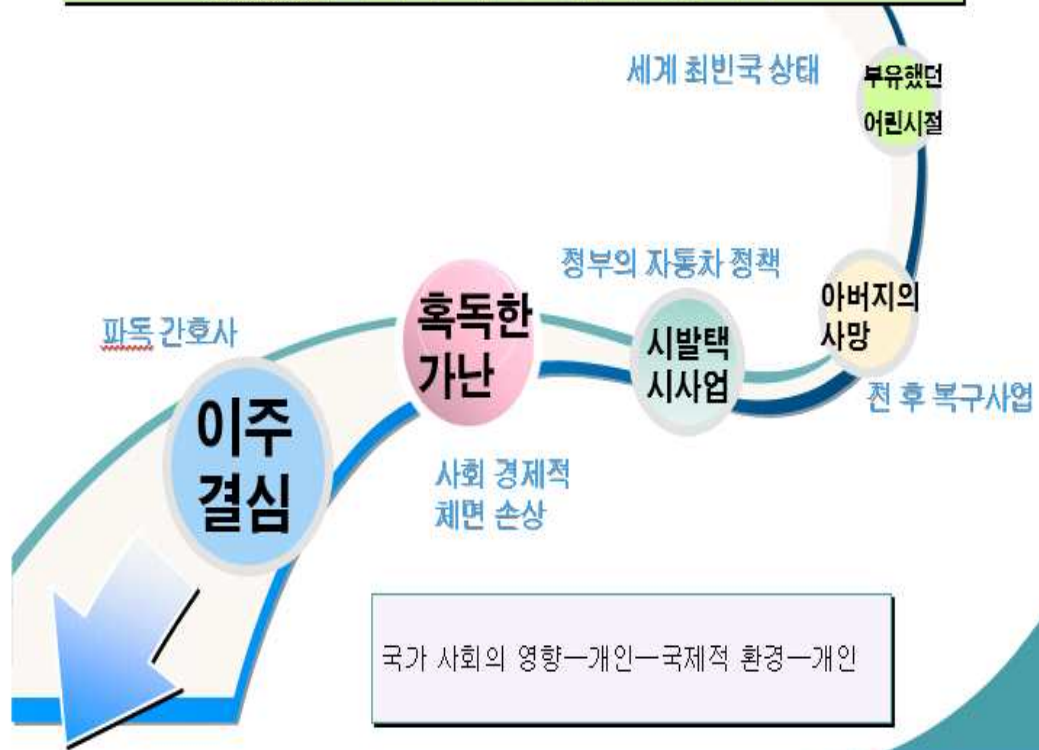 세계 최빈국 상태
부유했던
어린시절
정부의 자동차 정책
아버지의
사망
전 후 복구사업
시발택
시사업
혹독한
가난
사회 경제적
체면 손상
파독 간호사
이주
결심
국가 사회의 영향—개인—국제적 환경—개인